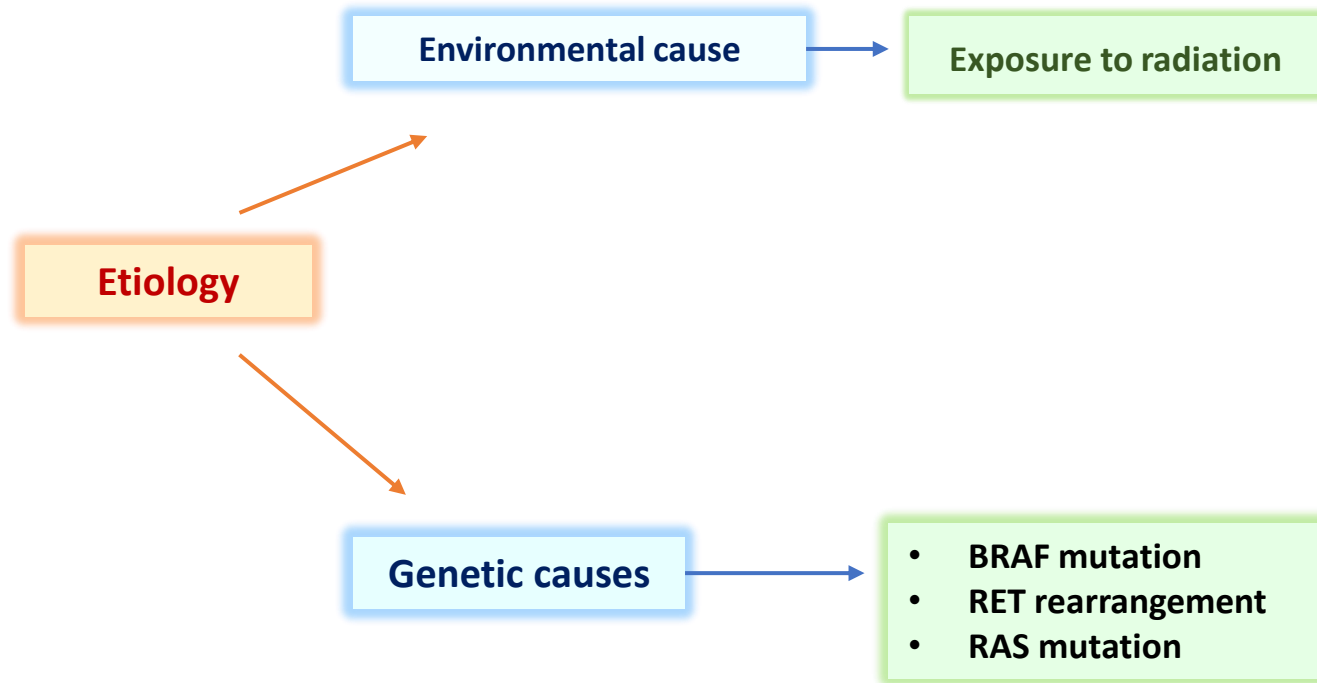 Environmental cause
Exposure to radiation
Etiology
Genetic causes
• BRAF mutation
• RET rearrangement
• RAS mutation